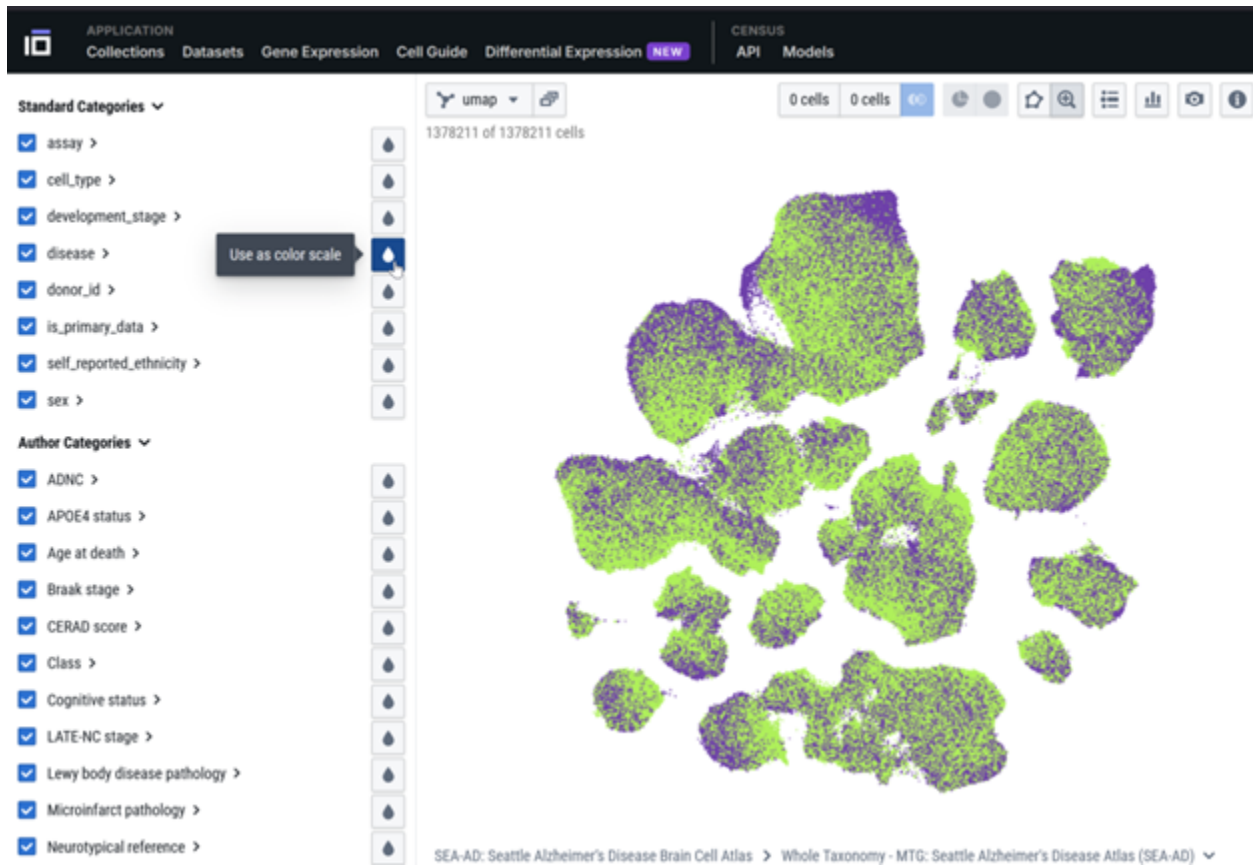 APPLICATION
Collections Datasets Gene Expression Cell Guide Differential Expression NEW
CENSUS
API Models
Standard Categories
assay
cell_type
development_stage
disease
Use as color scale
donor_id
is_primary_data
self_reported_ethnicity
sex
Author Categories
ADNC
APOE4 status
Age at death
Braak stage
CERAD score
Class
Cognitive status
LATE-NC stage
Lewy body disease pathology
Microinfarct pathology
Neurotypical reference
umap
0 cells 0 cells
1378211 of 1378211 cells
SEA-AD: Seattle Alzheimer's Disease Brain Cell Atlas > Whole Taxonomy - MTG: Seattle Alzheimer's Disease Atlas (SEA-AD)